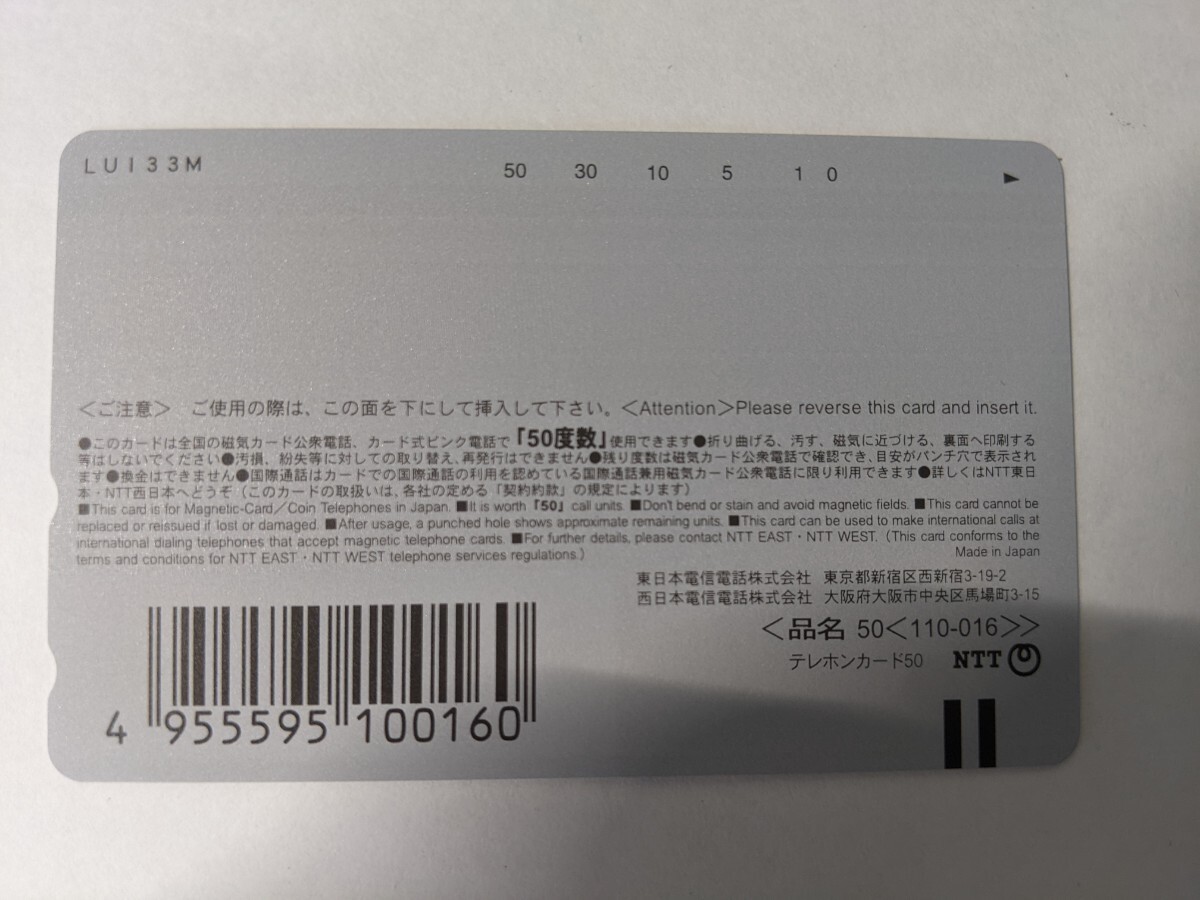 LU133M
50 30 10 5 1 0 ►
＜ご注意＞ ご使用の際は、この面を下にして挿入して下さい。＜Attention＞Please reverse this card and insert it.
●このカードは全国の磁気カード公衆電話、カード式ピンク電話で「50度数」使用できます●折り曲げる、汚す、磁気に近づける、裏面へ印刷する
等はしないでください●汚損、紛失等に対しての取り替え、再発行はできません●残り度数は磁気カード公衆電話で確認でき、目安がパンチ穴で表示されま
す●換金はできません●国際通話はカードでの国際通話の利用を認めている国際通話兼用磁気カード公衆電話に限り利用できます●詳しくはNTT東日
本・NTT西日本へどうぞ（このカードの取扱いは、各社の定める「契約約款」の規定によります）
■This card is for Magnetic-Card／Coin Telephones in Japan. ■It is worth「50」call units. ■Don't bend or stain and avoid magnetic fields. ■This card cannot be
replaced or reissued if lost or damaged. ■After usage, a punched hole shows approximate remaining units. ■This card can be used to make international calls at
international dialing telephones that accept magnetic telephone cards. ■For further details, please contact NTT EAST・NTT WEST.（This card conforms to the
terms and conditions for NTT EAST・NTT WEST telephone services regulations.）
Made in Japan
東日本電信電話株式会社 東京都新宿区西新宿3-19-2
西日本電信電話株式会社 大阪府大阪市中央区馬場町3-15
＜品名 50＜110-016＞＞
テレホンカード50 NTT
4 955595 100160